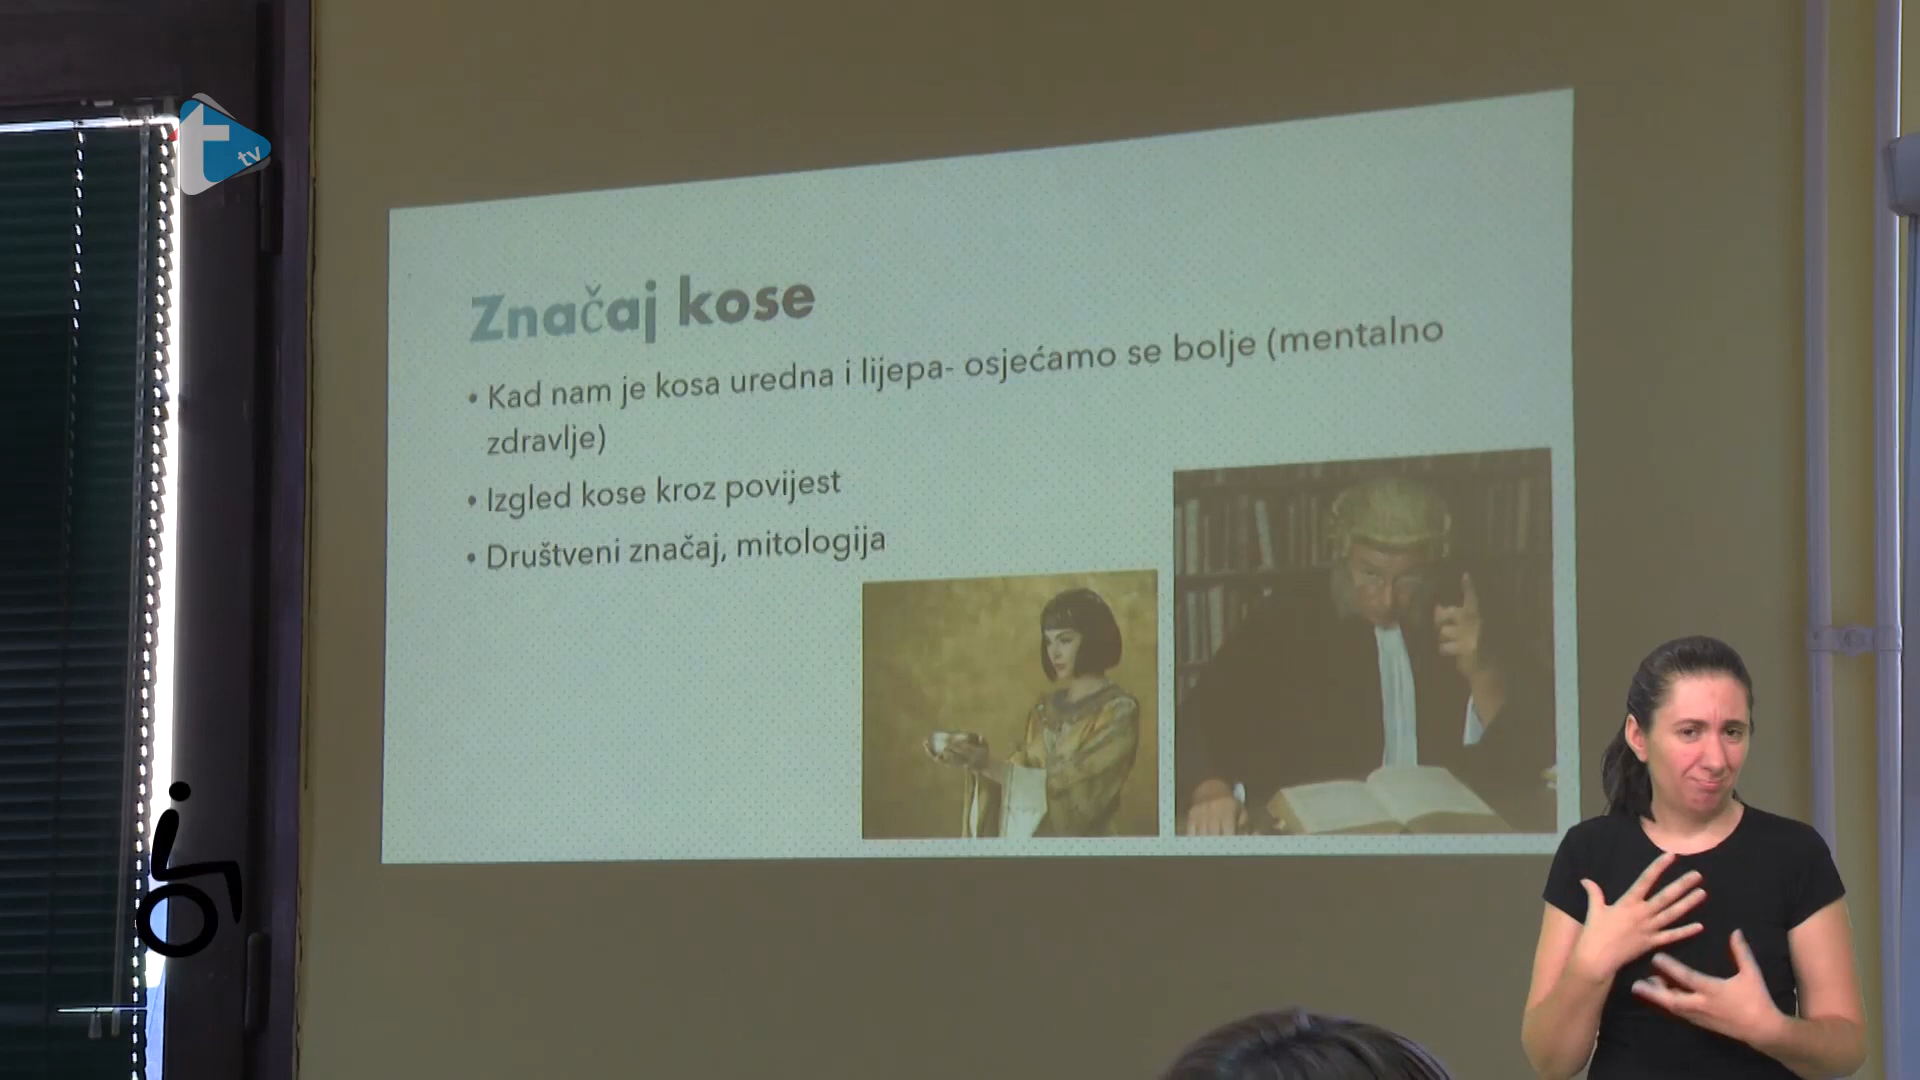 t tv
Značaj kose
• Kad nam je kosa uredna i lijepa- osjećamo se bolje (mentalno
zdravlje)
• Izgled kose kroz povijest
• Društveni značaj, mitologija